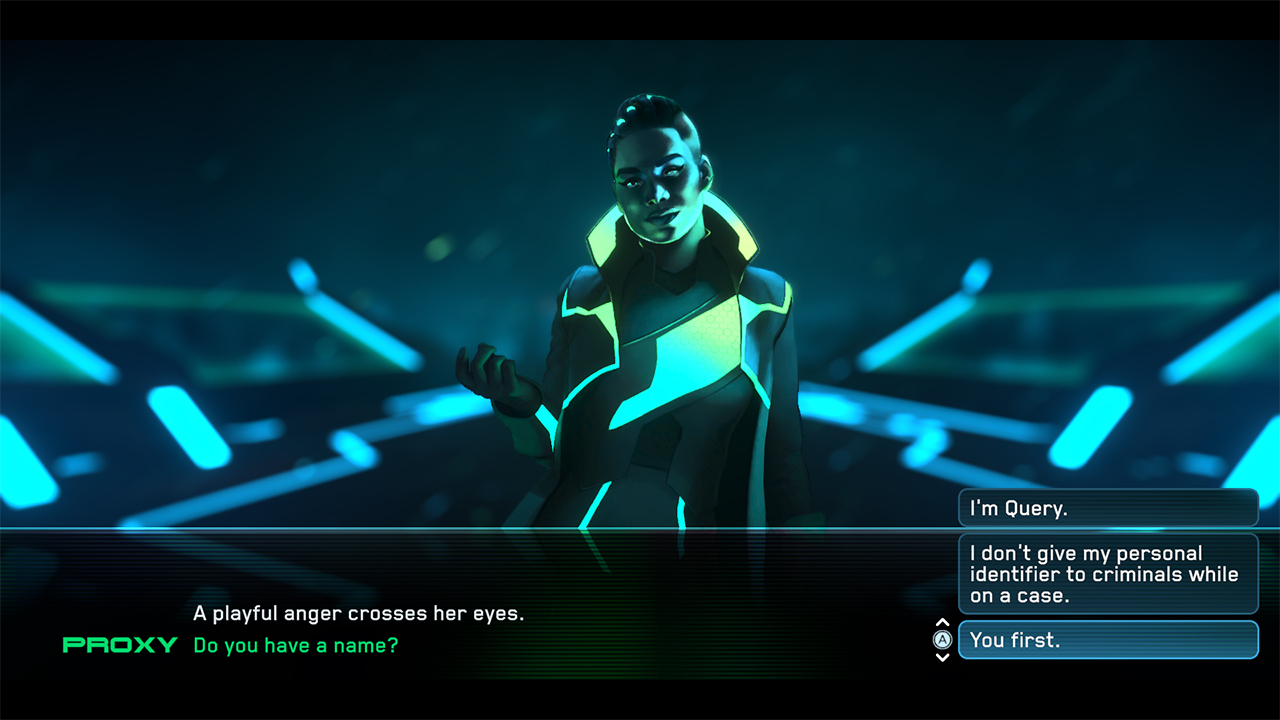 A playful anger crosses her eyes.
PROXY Do you have a name?
I'm Query.
I don't give my personal
identifier to criminals while
on a case.
A You first.